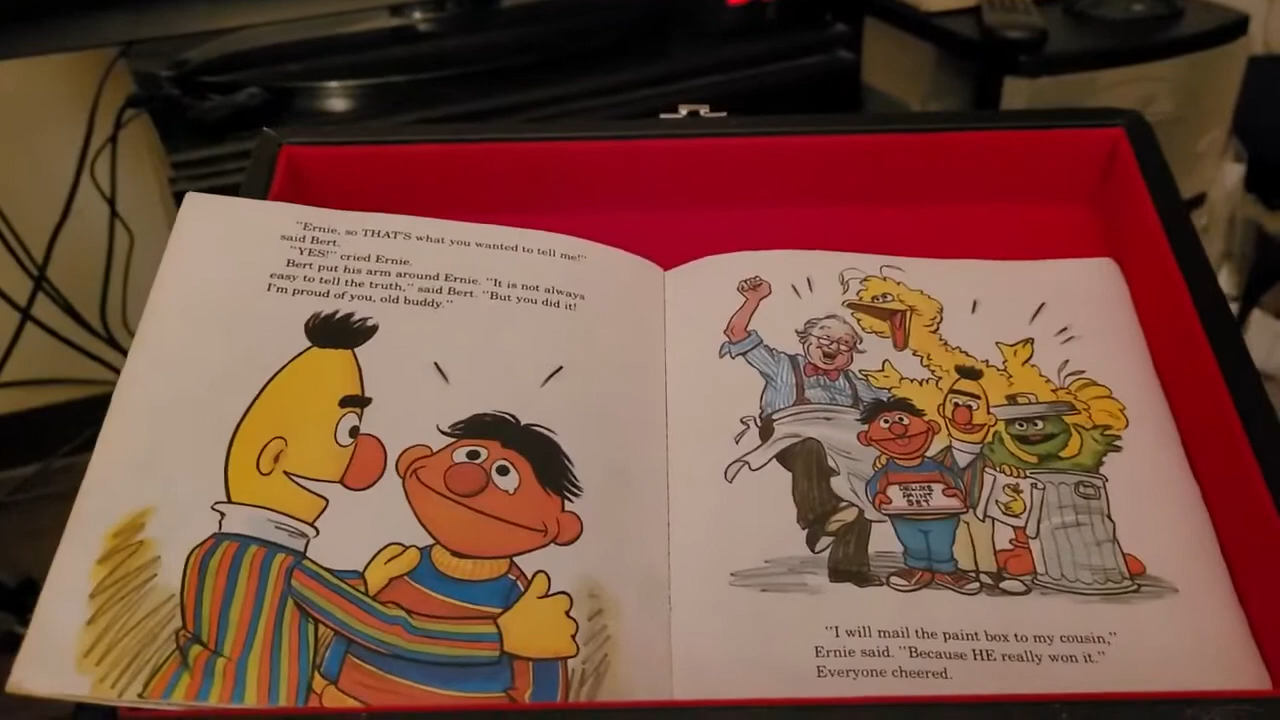 "Ernie, so THAT'S what you wanted to tell me!"
said Bert.
"YES!" cried Ernie.
Bert put his arm around Ernie. "It is not always
easy to tell the truth," said Bert. "But you did it!
I'm proud of you, old buddy."
DELUXE
PAINT
SET
"I will mail the paint box to my cousin,"
Ernie said. "Because HE really won it."
Everyone cheered.